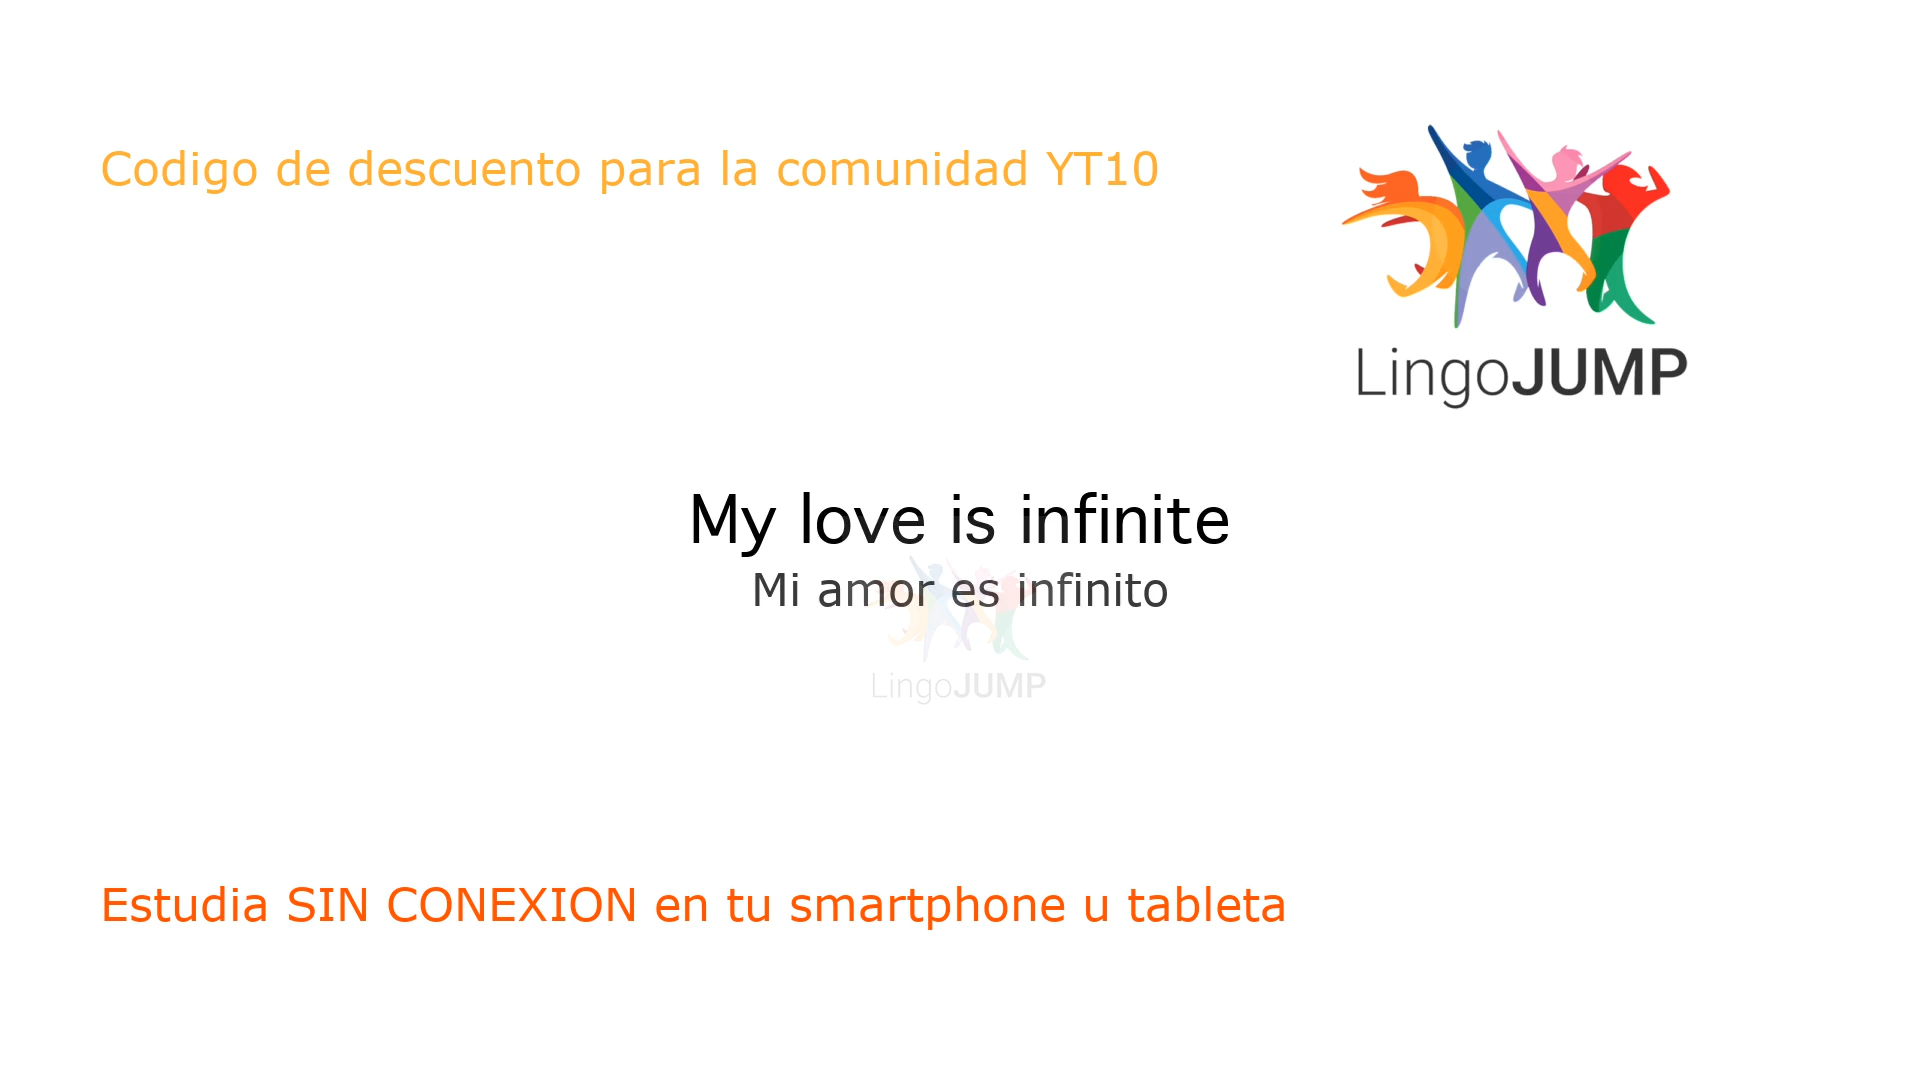 Codigo de descuento para la comunidad YT10
LingoJUMP
My love is infinite
Mi amor es infinito
LingoJUMP
Estudia SIN CONEXION en tu smartphone u tableta